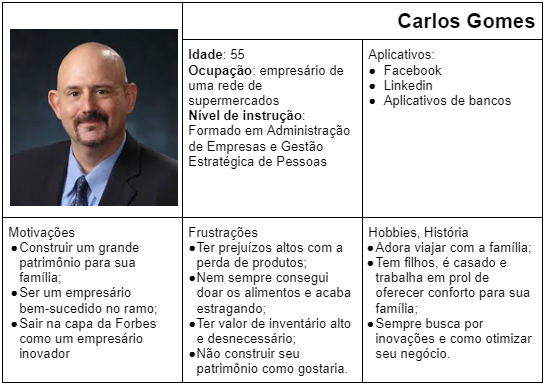 Carlos Gomes
Idade: 55
Ocupação: empresário de
uma rede de
supermercados
Nível de instrução:
Formado em Administração
de Empresas e Gestão
Estratégica de Pessoas
Aplicativos:
● Facebook
● Linkedin
● Aplicativos de bancos
Motivações
● Construir um grande
patrimônio para sua
família;
● Ser um empresário
bem-sucedido no ramo;
● Sair na capa da Forbes
como um empresário
inovador
Frustrações
● Ter prejuízos altos com a
perda de produtos;
● Nem sempre consegui
doar os alimentos e acaba
estragando;
● Ter valor de inventário alto
e desnecessário;
● Não construir seu
patrimônio como gostaria.
Hobbies, História
● Adora viajar com a família;
● Tem filhos, é casado e
trabalha em prol de
oferecer conforto para sua
família;
● Sempre busca por
inovações e como otimizar
seu negócio.